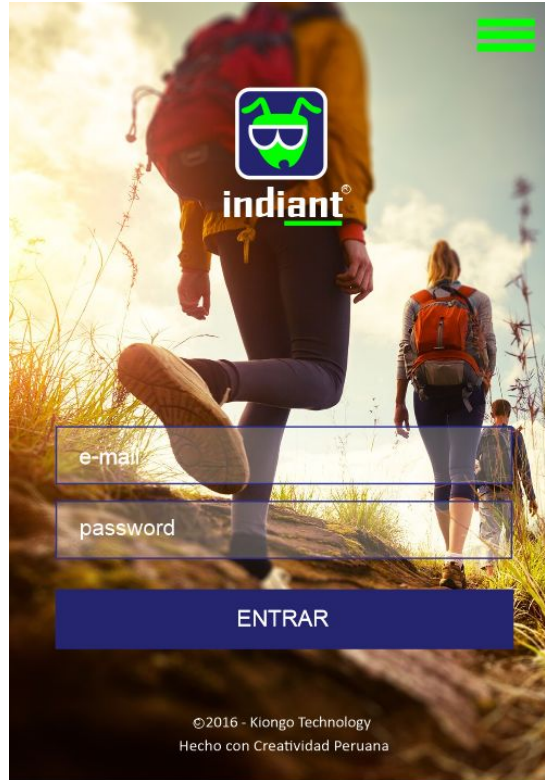 indiant®
e-mail
password
ENTRAR
©2016 - Kiongo Technology
Hecho con Creatividad Peruana